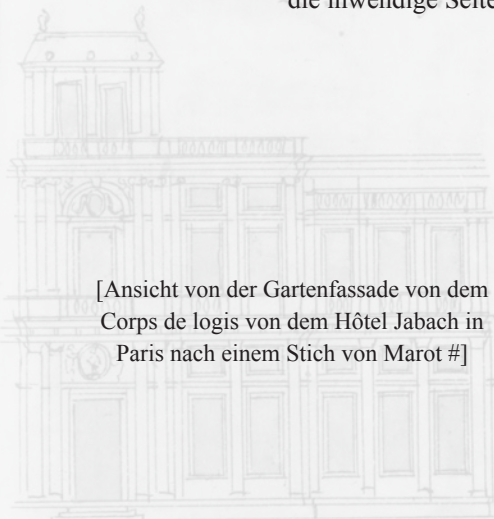 die inwendige Seite
[Ansicht von der Gartenfassade von dem
Corps de logis von dem Hôtel Jabach in
Paris nach einem Stich von Marot #]